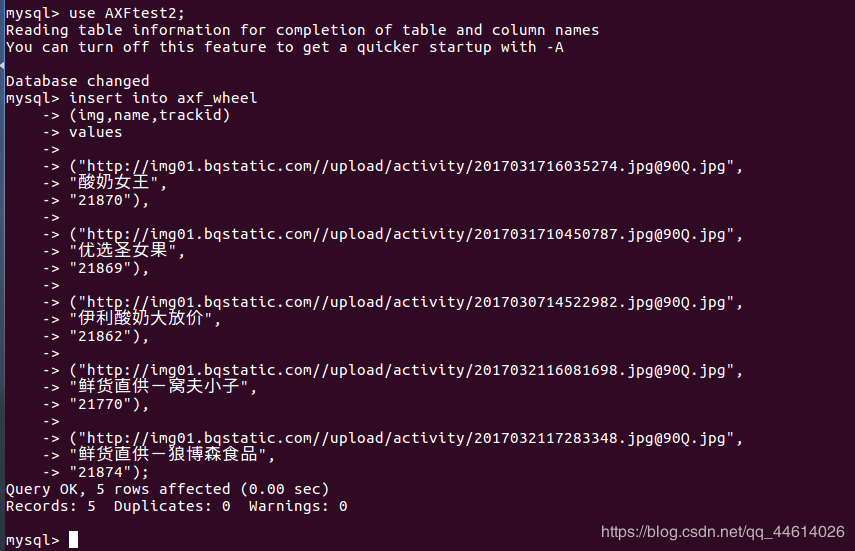 mysql> use AXFtest2;
Reading table information for completion of table and column names
You can turn off this feature to get a quicker startup with -A
Database changed
mysql> insert into axf_wheel
-> (img,name,trackid)
-> values
->
-> ("http://img01.bqstatic.com//upload/activity/2017031716035274.jpg@90Q.jpg",
-> "酸奶女王",
-> "21870"),
->
-> ("http://img01.bqstatic.com//upload/activity/2017031710450787.jpg@90Q.jpg",
-> "优选圣女果",
-> "21869"),
->
-> ("http://img01.bqstatic.com//upload/activity/2017030714522982.jpg@90Q.jpg",
-> "伊利酸奶大放价",
-> "21862"),
->
-> ("http://img01.bqstatic.com//upload/activity/2017032116081698.jpg@90Q.jpg",
-> "鲜货直供－窝夫小子",
-> "21770"),
->
-> ("http://img01.bqstatic.com//upload/activity/2017032117283348.jpg@90Q.jpg",
-> "鲜货直供－狼博森食品",
-> "21874");
Query OK, 5 rows affected (0.00 sec)
Records: 5  Duplicates: 0  Warnings: 0
mysql>
https://blog.csdn.net/qq_44614026